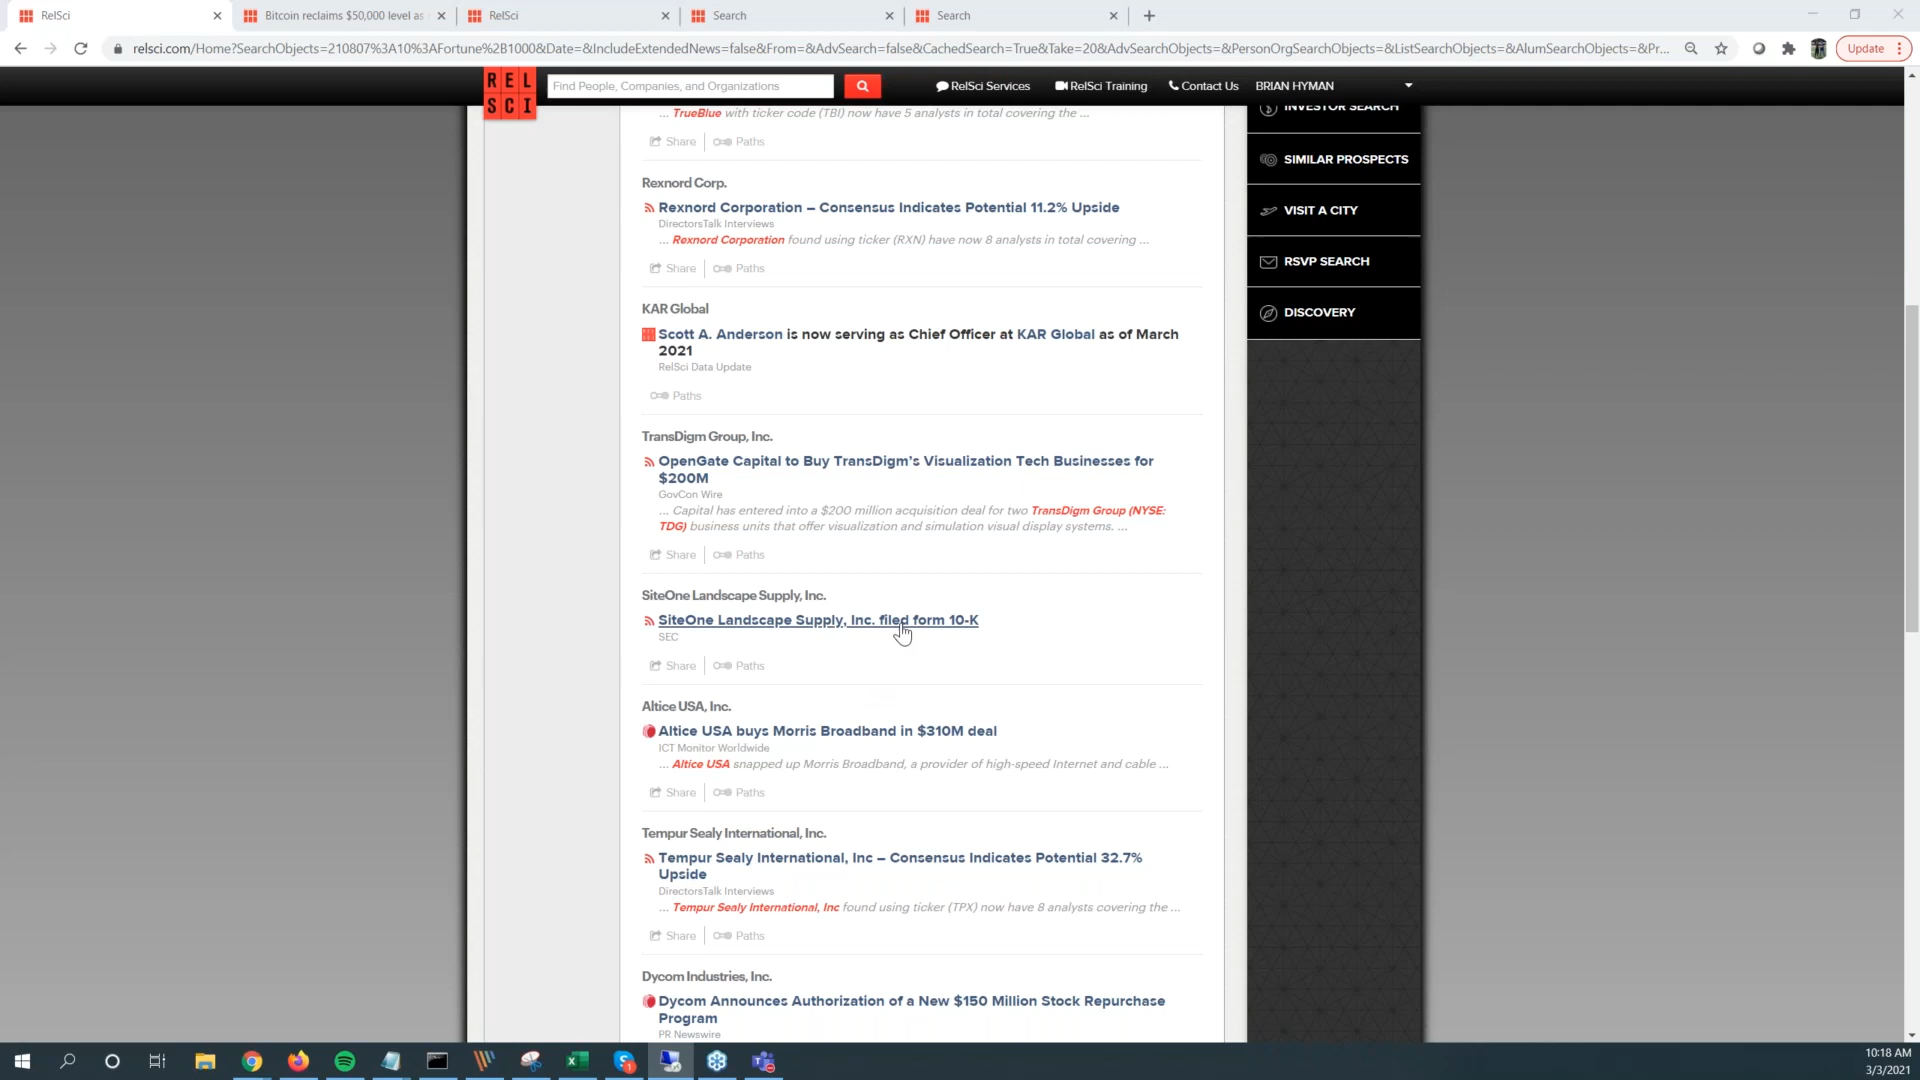 RelSci
Bitcoin reclaims $50,000 level as
RelSci
Search
Search
relsci.com/Home?SearchObjects=210807%3A10%3AFortune%2B1000&Date=&IncludeExtendedNews=false&From=&AdvSearch=false&CachedSearch=True&Take=20&AdvSearchObjects=&PersonOrgSearchObjects=&ListSearchObjects=&AlumSearchObjects=&Pr...
Update
REL
SCI
Find People, Companies, and Organizations
RelSci Services
RelSci Training
Contact Us
BRIAN HYMAN
... TrueBlue with ticker code (TBI) now have 5 analysts in total covering the ...
Share
Paths
Rexnord Corp.
Rexnord Corporation – Consensus Indicates Potential 11.2% Upside
DirectorsTalk Interviews
... Rexnord Corporation found using ticker (RXN) have now 8 analysts in total covering ...
Share
Paths
KAR Global
Scott A. Anderson is now serving as Chief Officer at KAR Global as of March
2021
RelSci Data Update
Paths
TransDigm Group, Inc.
OpenGate Capital to Buy TransDigm's Visualization Tech Businesses for
$200M
GovCon Wire
... Capital has entered into a $200 million acquisition deal for two TransDigm Group (NYSE:
TDG) business units that offer visualization and simulation visual display systems. ...
Share
Paths
SiteOne Landscape Supply, Inc.
SiteOne Landscape Supply, Inc. filed form 10-K
SEC
Share
Paths
Altice USA, Inc.
Altice USA buys Morris Broadband in $310M deal
ICT Monitor Worldwide
... Altice USA snapped up Morris Broadband, a provider of high-speed Internet and cable ...
Share
Paths
Tempur Sealy International, Inc.
Tempur Sealy International, Inc – Consensus Indicates Potential 32.7%
Upside
DirectorsTalk Interviews
... Tempur Sealy International, Inc found using ticker (TPX) now have 8 analysts covering the ...
Share
Paths
Dycom Industries, Inc.
Dycom Announces Authorization of a New $150 Million Stock Repurchase
Program
PR Newswire
INVESTOR SEARCH
SIMILAR PROSPECTS
VISIT A CITY
RSVP SEARCH
DISCOVERY
10:18 AM
3/3/2021